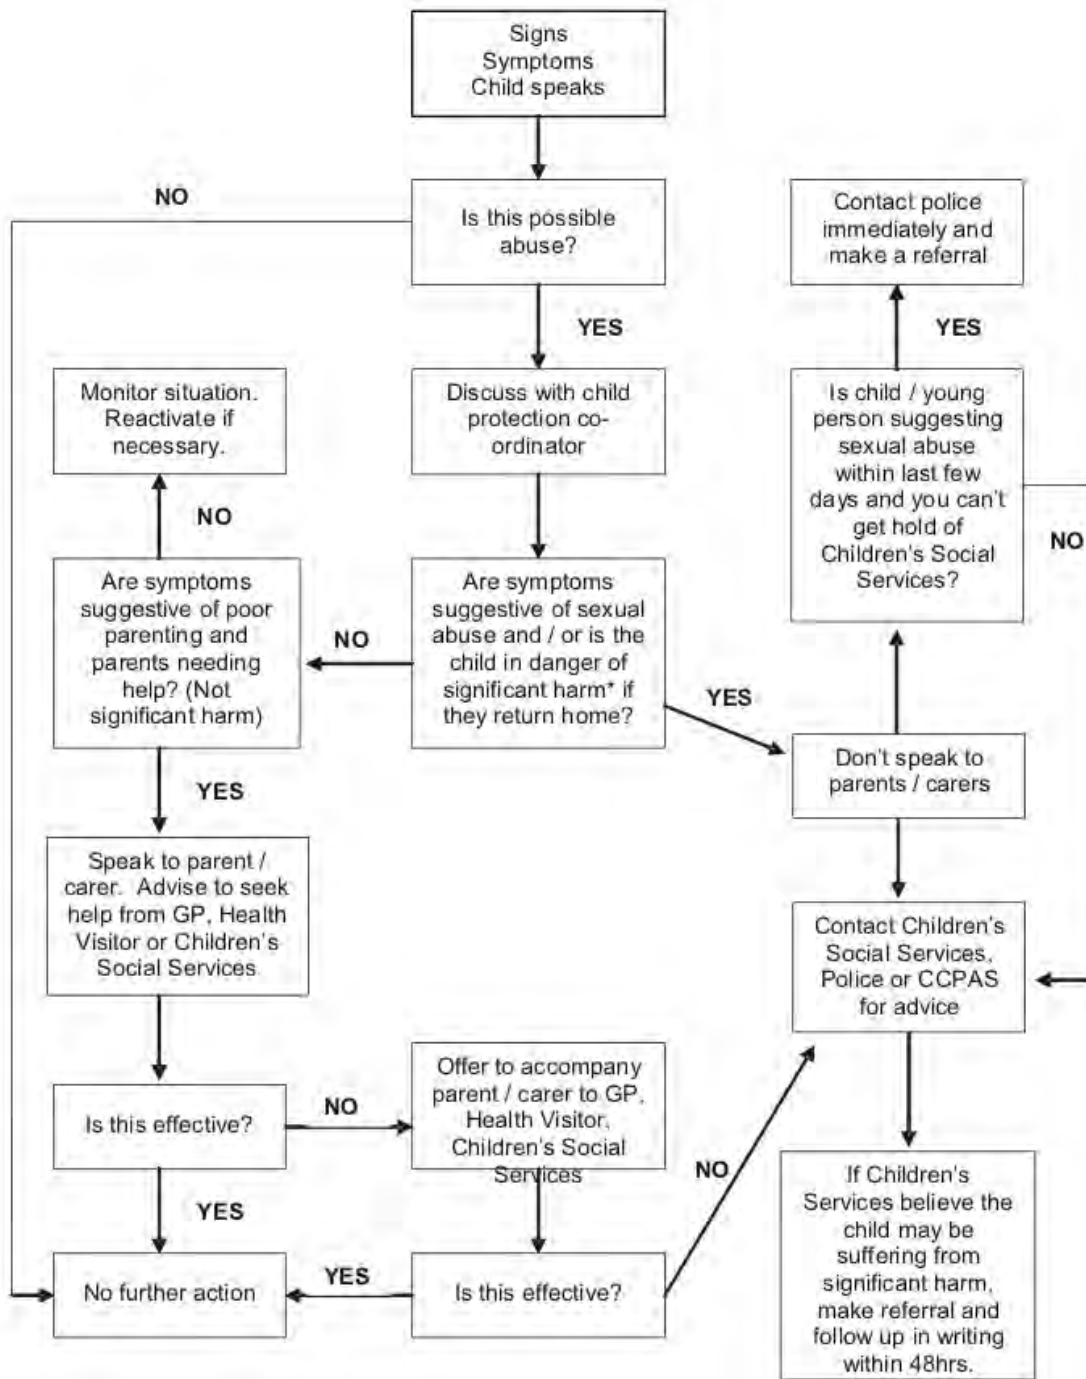 Signs
Symptoms
Child speaks
NO
Is this possible
abuse?
Contact police
immediately and
make a referral
YES
YES
Monitor situation.
Reactivate if
necessary.
Discuss with child
protection co-
ordinator
Is child / young
person suggesting
sexual abuse
within last few
days and you can't
get hold of
Children's Social
Services?
NO
NO
Are symptoms
suggestive of poor
parenting and
parents needing
help? (Not
significant harm)
NO
Are symptoms
suggestive of sexual
abuse and / or is the
child in danger of
significant harm* if
they return home?
YES
Don't speak to
parents / carers
YES
Speak to parent /
carer. Advise to seek
help from GP, Health
Visitor or Children's
Social Services
Contact Children's
Social Services,
Police or CCPAS
for advice
Is this effective?
NO
Offer to accompany
parent / carer to GP,
Health Visitor,
Children's Social
Services
NO
YES
No further action
YES
Is this effective?
If Children's
Services believe the
child may be
suffering from
significant harm,
make referral and
follow up in writing
within 48hrs.